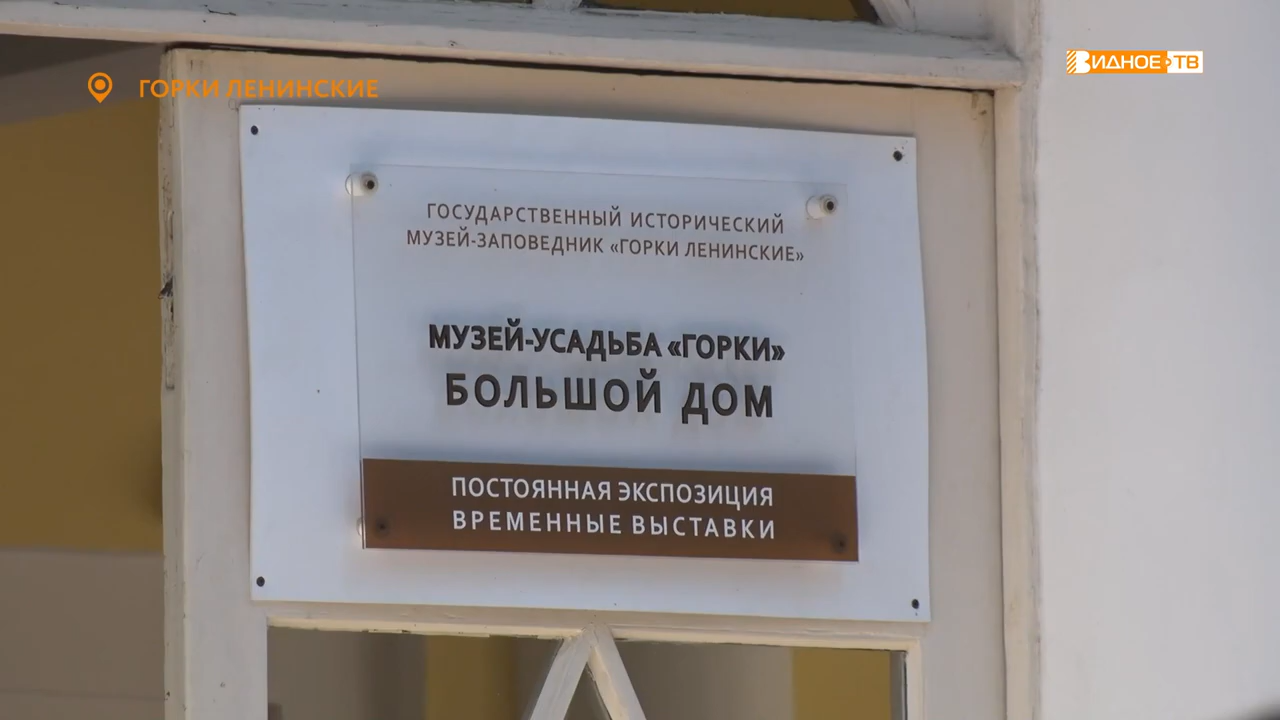 ГОРКИ ЛЕНИНСКИЕ
ВИДНОЕ ТВ
ГОСУДАРСТВЕННЫЙ ИСТОРИЧЕСКИЙ
МУЗЕЙ-ЗАПОВЕДНИК «ГОРКИ ЛЕНИНСКИЕ»
МУЗЕЙ-УСАДЬБА «ГОРКИ»
БОЛЬШОЙ ДОМ
ПОСТОЯННАЯ ЭКСПОЗИЦИЯ
ВРЕМЕННЫЕ ВЫСТАВКИ